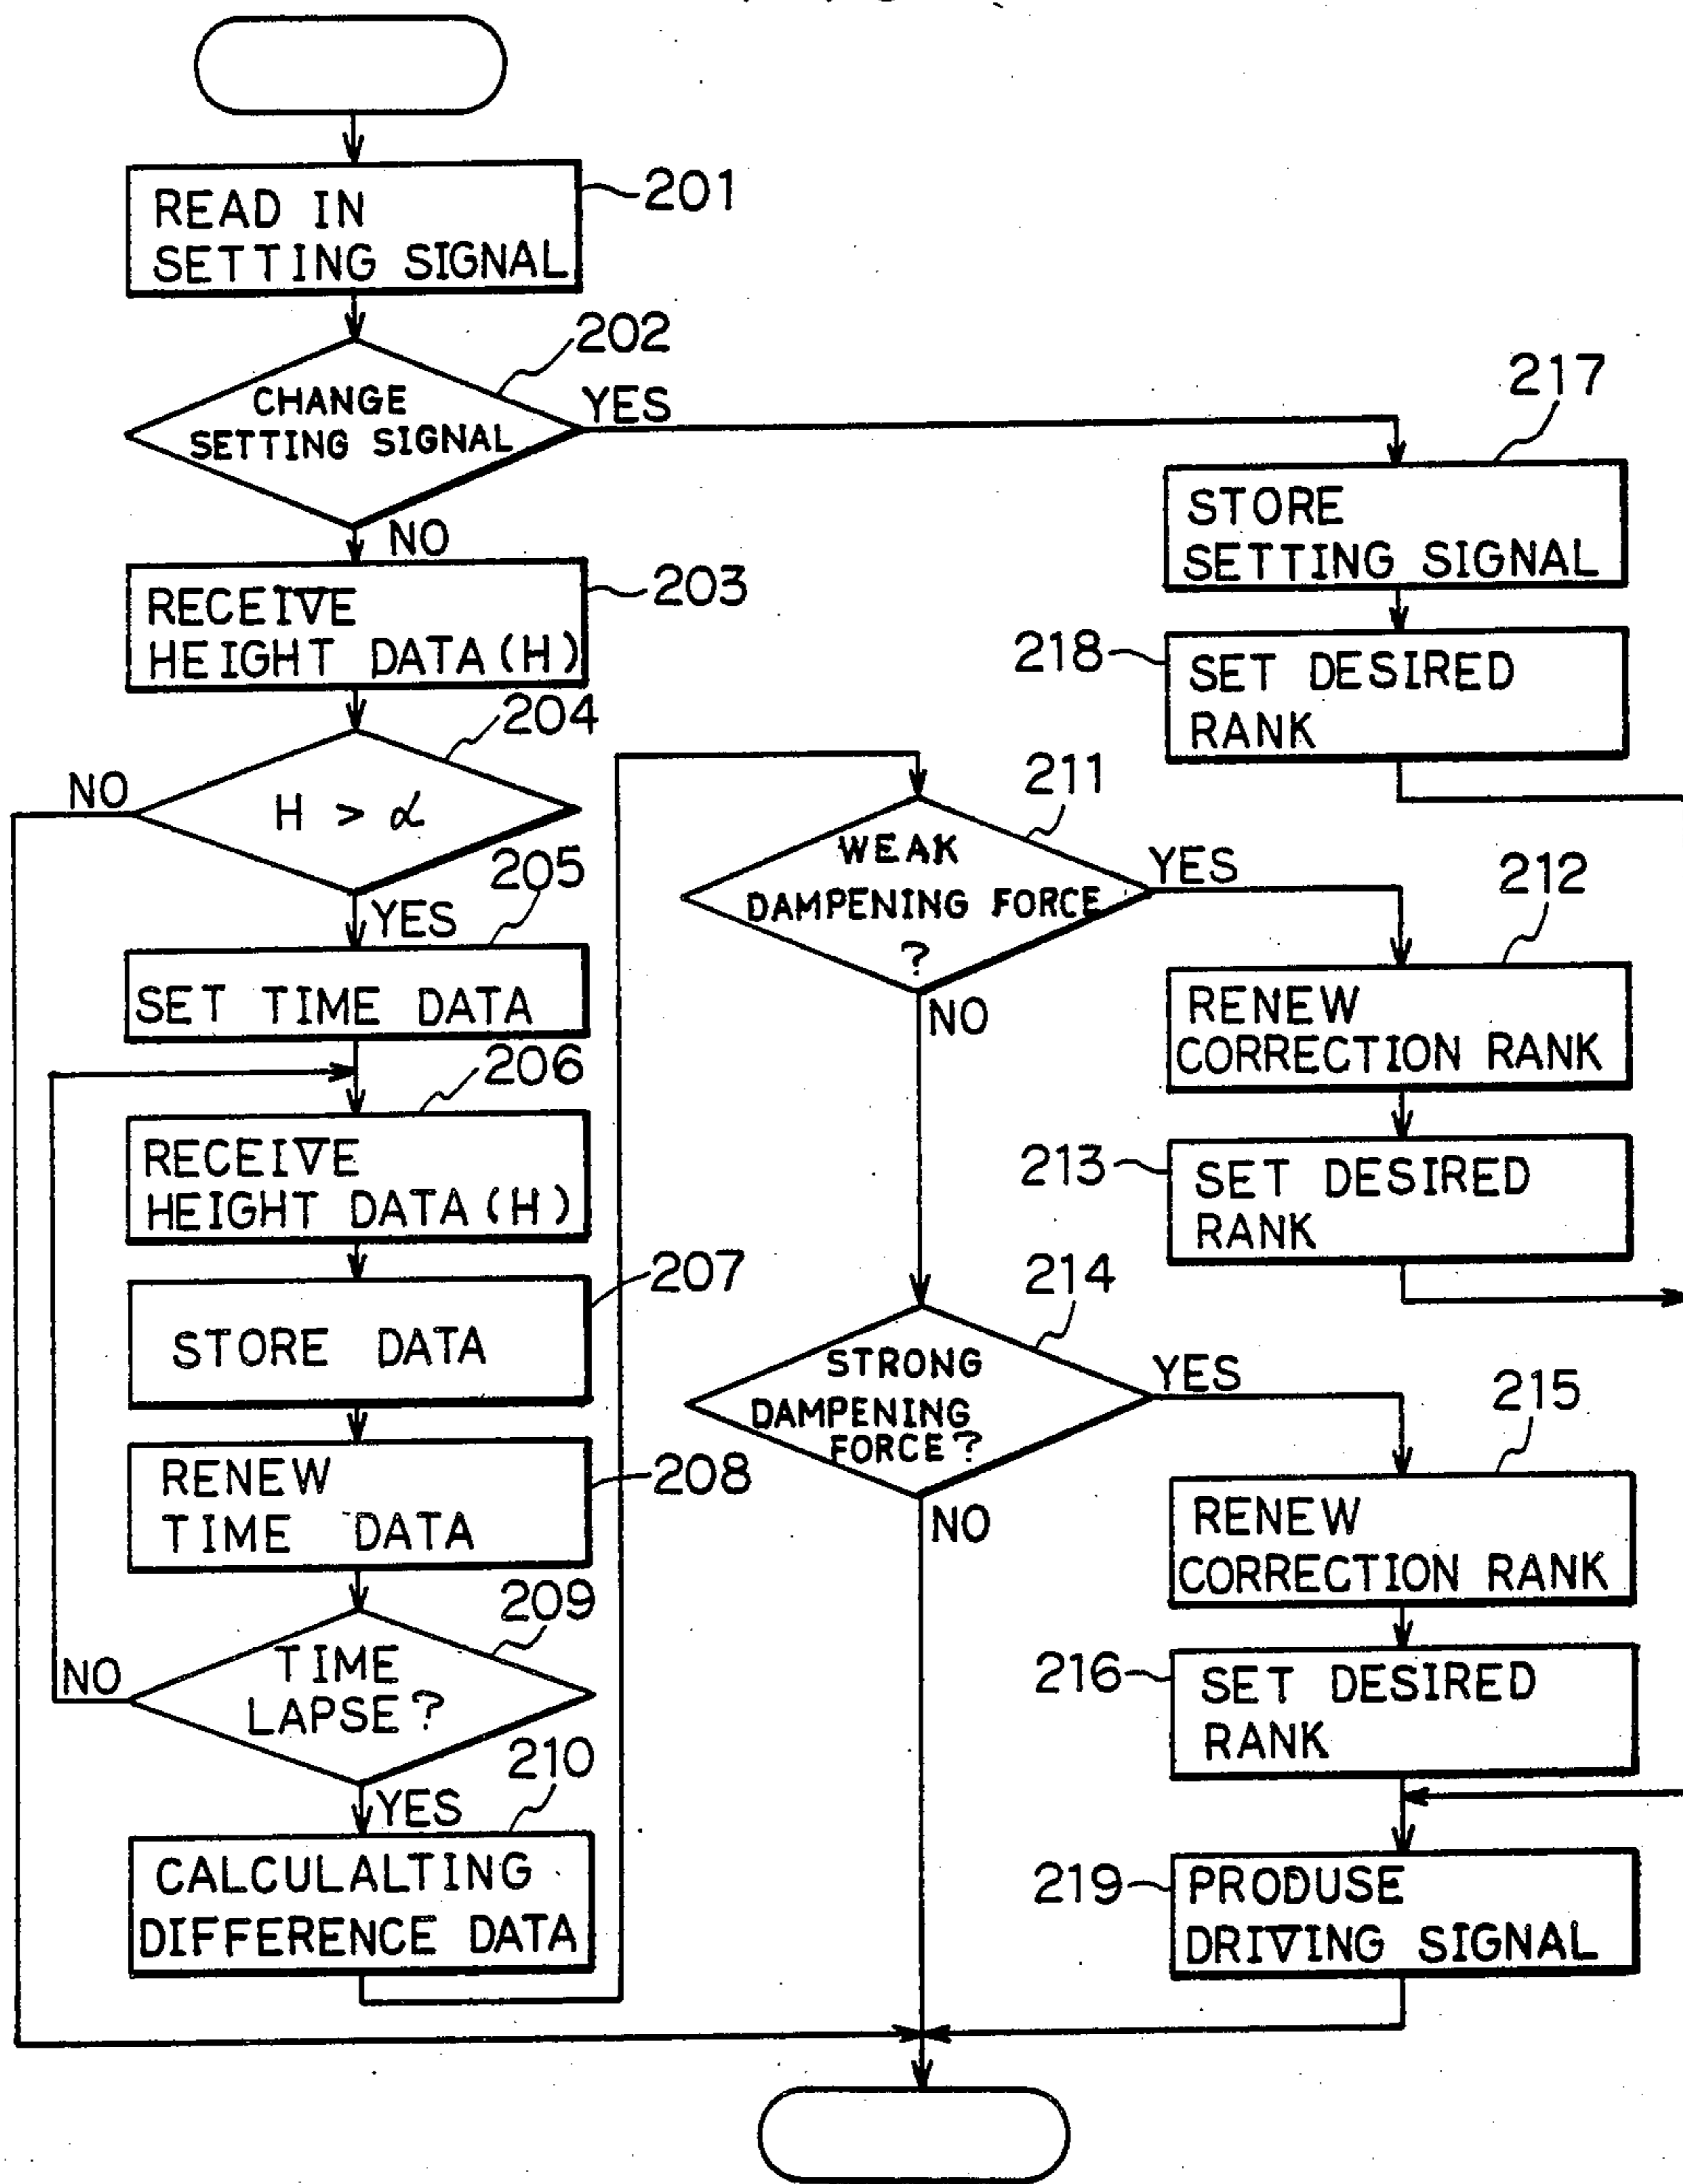 READ IN
SETTING SIGNAL
201
202
CHANGE
SETTING SIGNAL
YES
NO
RECEIVE
HEIGHT DATA(H)
203
204
NO
H > α
YES
205
SET TIME DATA
206
RECEIVE
HEIGHT DATA(H)
207
STORE DATA
RENEW
TIME DATA
208
209
NO
TIME
LAPSE?
210
YES
CALCULALTING
DIFFERENCE DATA
211
WEAK
DAMPENING FORCE
?
YES
NO
212
RENEW
CORRECTION RANK
213
SET DESIRED
RANK
214
STRONG
DAMPENING
FORCE?
YES
NO
215
RENEW
CORRECTION RANK
216
SET DESIRED
RANK
217
STORE
SETTING SIGNAL
218
SET DESIRED
RANK
219
PRODUSE
DRIVING SIGNAL